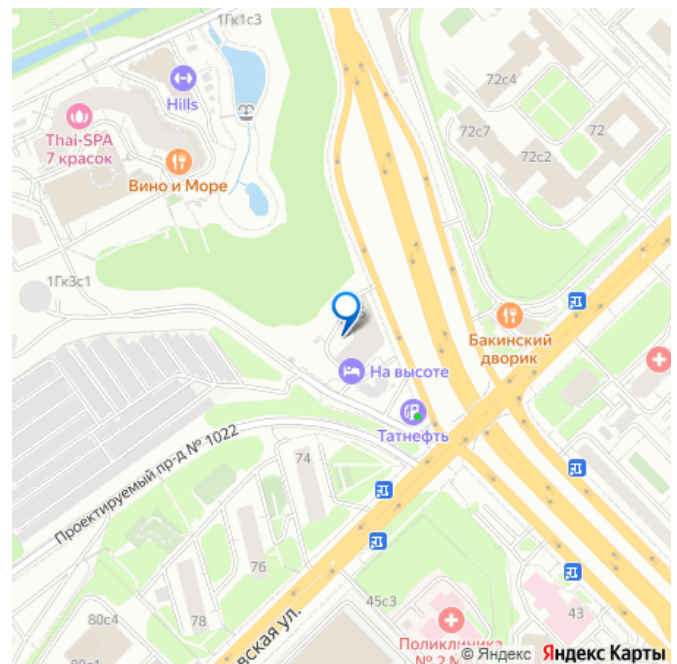 1Гк1с3
Hills
Thai-SPA
7 красок
Вино и Море
72с4
72с7
72
72с2
1Гк3с1
Бакинский
дворик
На высоте
Татнефть
Проектируемый пр-д № 1022
74
76
78
80с4
80с1
45с3
43
вская ул.
Поликлиника
№ 2 М
© Яндекс Яндекс Карты